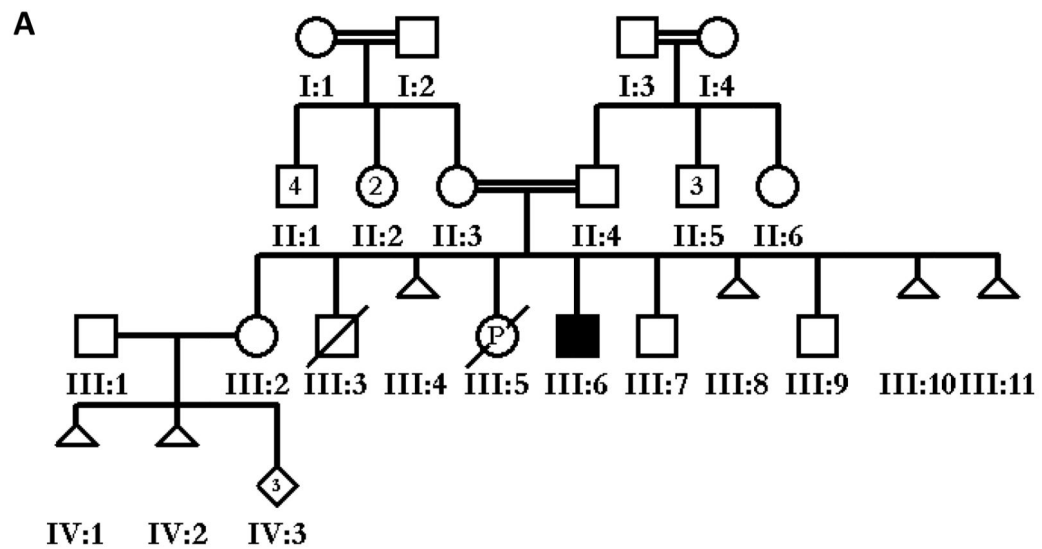 A
I:1 I:2 I:3 I:4
4 2 3
II:1 II:2 II:3 II:4 II:5 II:6
P
III:1 III:2 III:3 III:4 III:5 III:6 III:7 III:8 III:9 III:10 III:11
3
IV:1 IV:2 IV:3